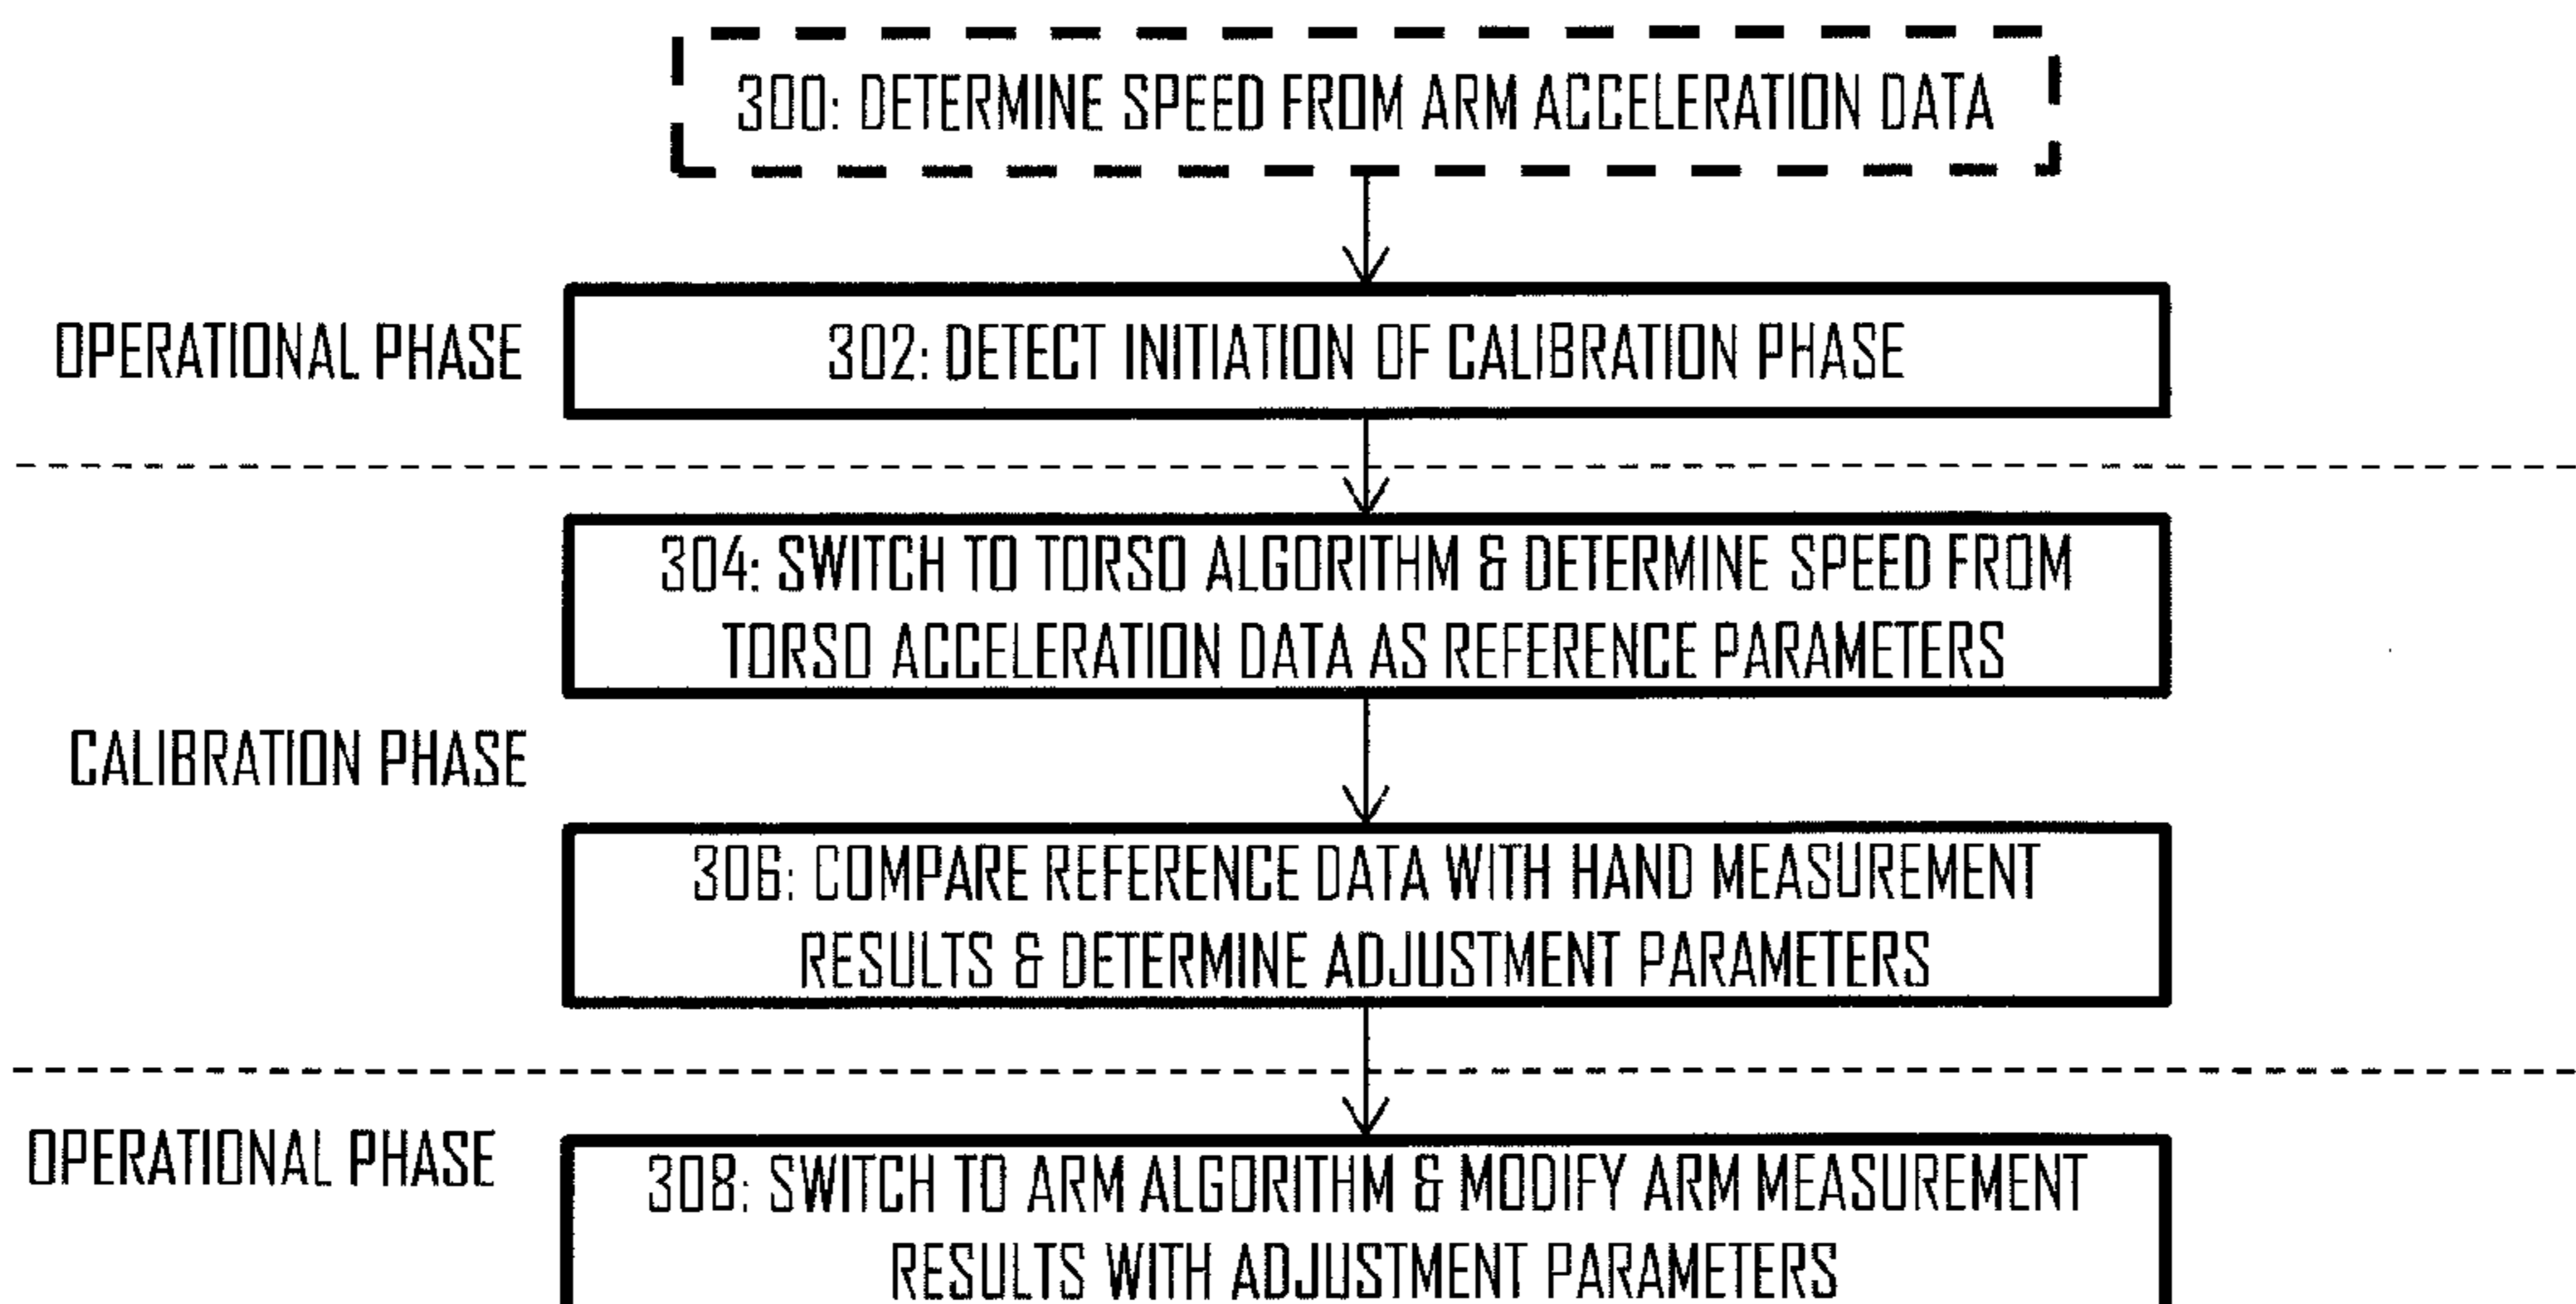 300: DETERMINE SPEED FROM ARM ACCELERATION DATA
OPERATIONAL PHASE
302: DETECT INITIATION OF CALIBRATION PHASE
304: SWITCH TO TORSO ALGORITHM & DETERMINE SPEED FROM
TORSO ACCELERATION DATA AS REFERENCE PARAMETERS
CALIBRATION PHASE
306: COMPARE REFERENCE DATA WITH HAND MEASUREMENT
RESULTS & DETERMINE ADJUSTMENT PARAMETERS
OPERATIONAL PHASE
308: SWITCH TO ARM ALGORITHM & MODIFY ARM MEASUREMENT
RESULTS WITH ADJUSTMENT PARAMETERS